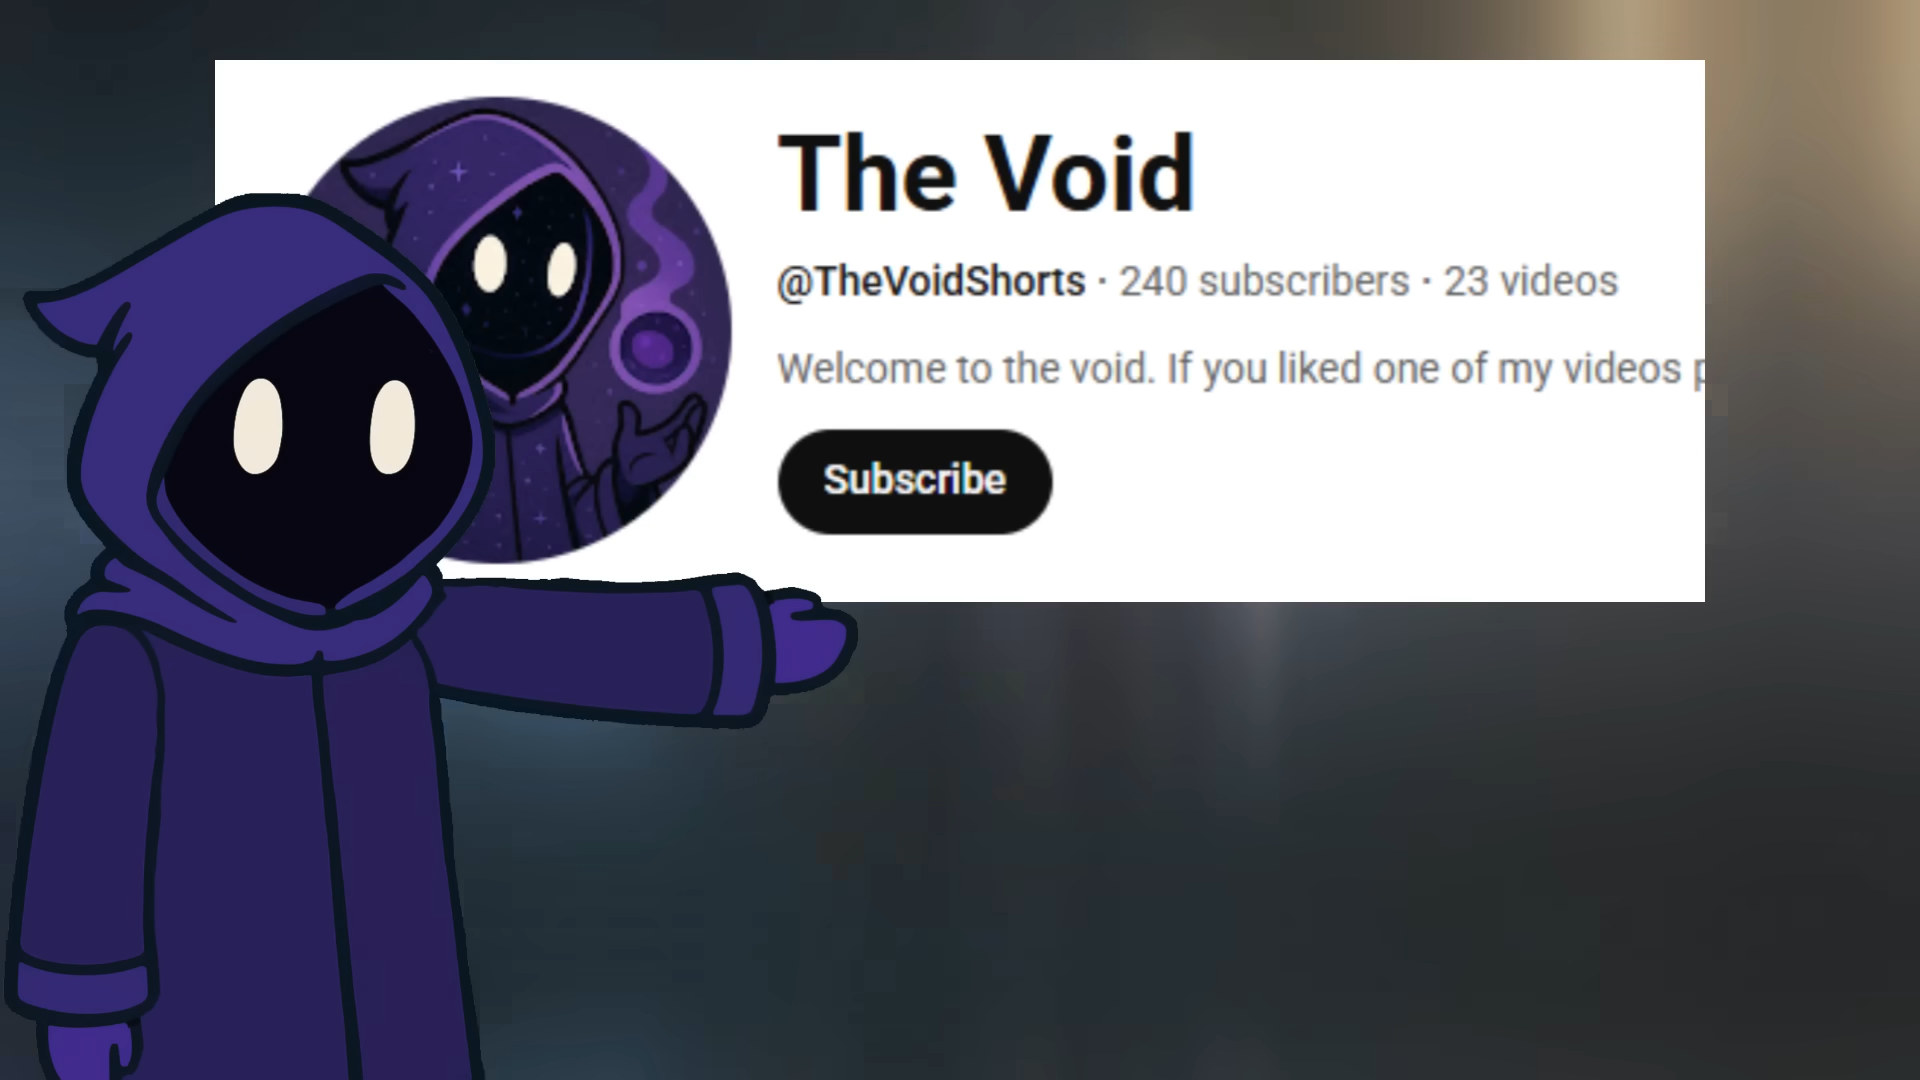 The Void
@TheVoidShorts · 240 subscribers · 23 videos
Welcome to the void. If you liked one of my videos
Subscribe